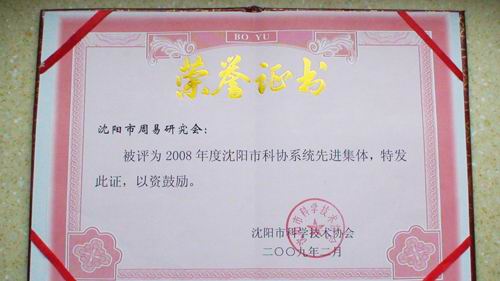 BO YU
荣誉证书
沈阳市周易研究会：
被评为2008年度沈阳市科协系统先进集体，特发
此证，以资鼓励。
沈阳市科学技术协会
二〇〇九年二月